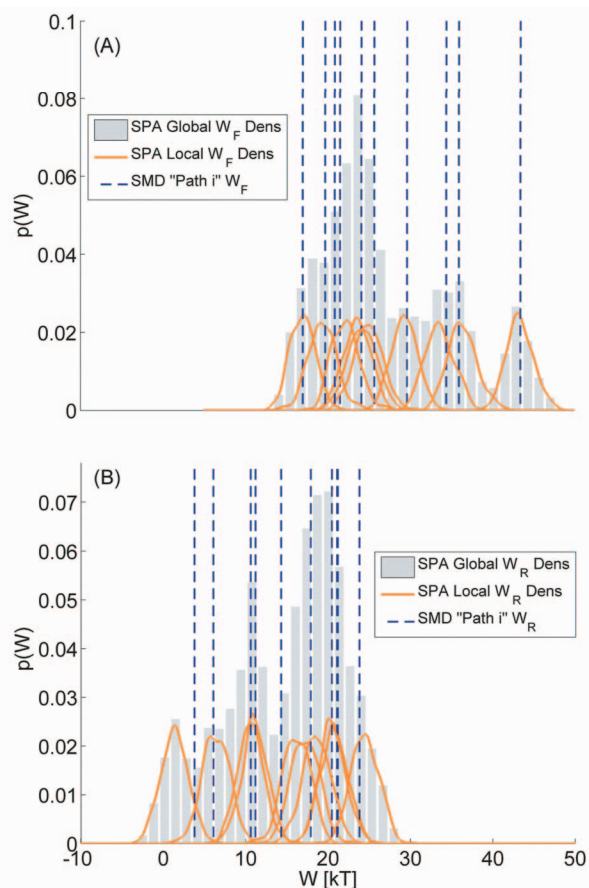 0.1
(A)
SPA Global W_F Dens
SPA Local W_F Dens
SMD "Path i" W_F
0.08
0.06
0.04
0.02
0
p(W)
(B)
0.07
0.06
0.05
0.04
0.03
0.02
0.01
0
p(W)
SPA Global W_R Dens
SPA Local W_R Dens
SMD "Path i" W_R
-10 0 10 20 30 40 50
W [kT]